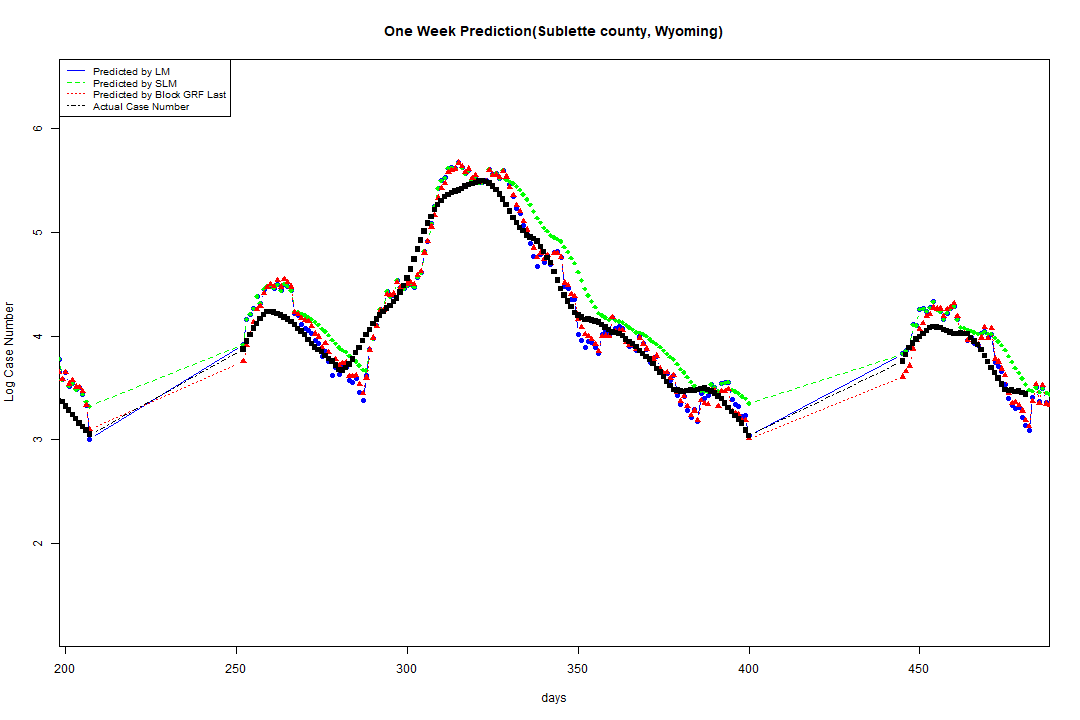 One Week Prediction(Sublette county, Wyoming)
Predicted by LM
Predicted by SLM
Predicted by Block GRF Last
Actual Case Number
6
5
4
3
2
Log Case Number
200 250 300 350 400 450
days